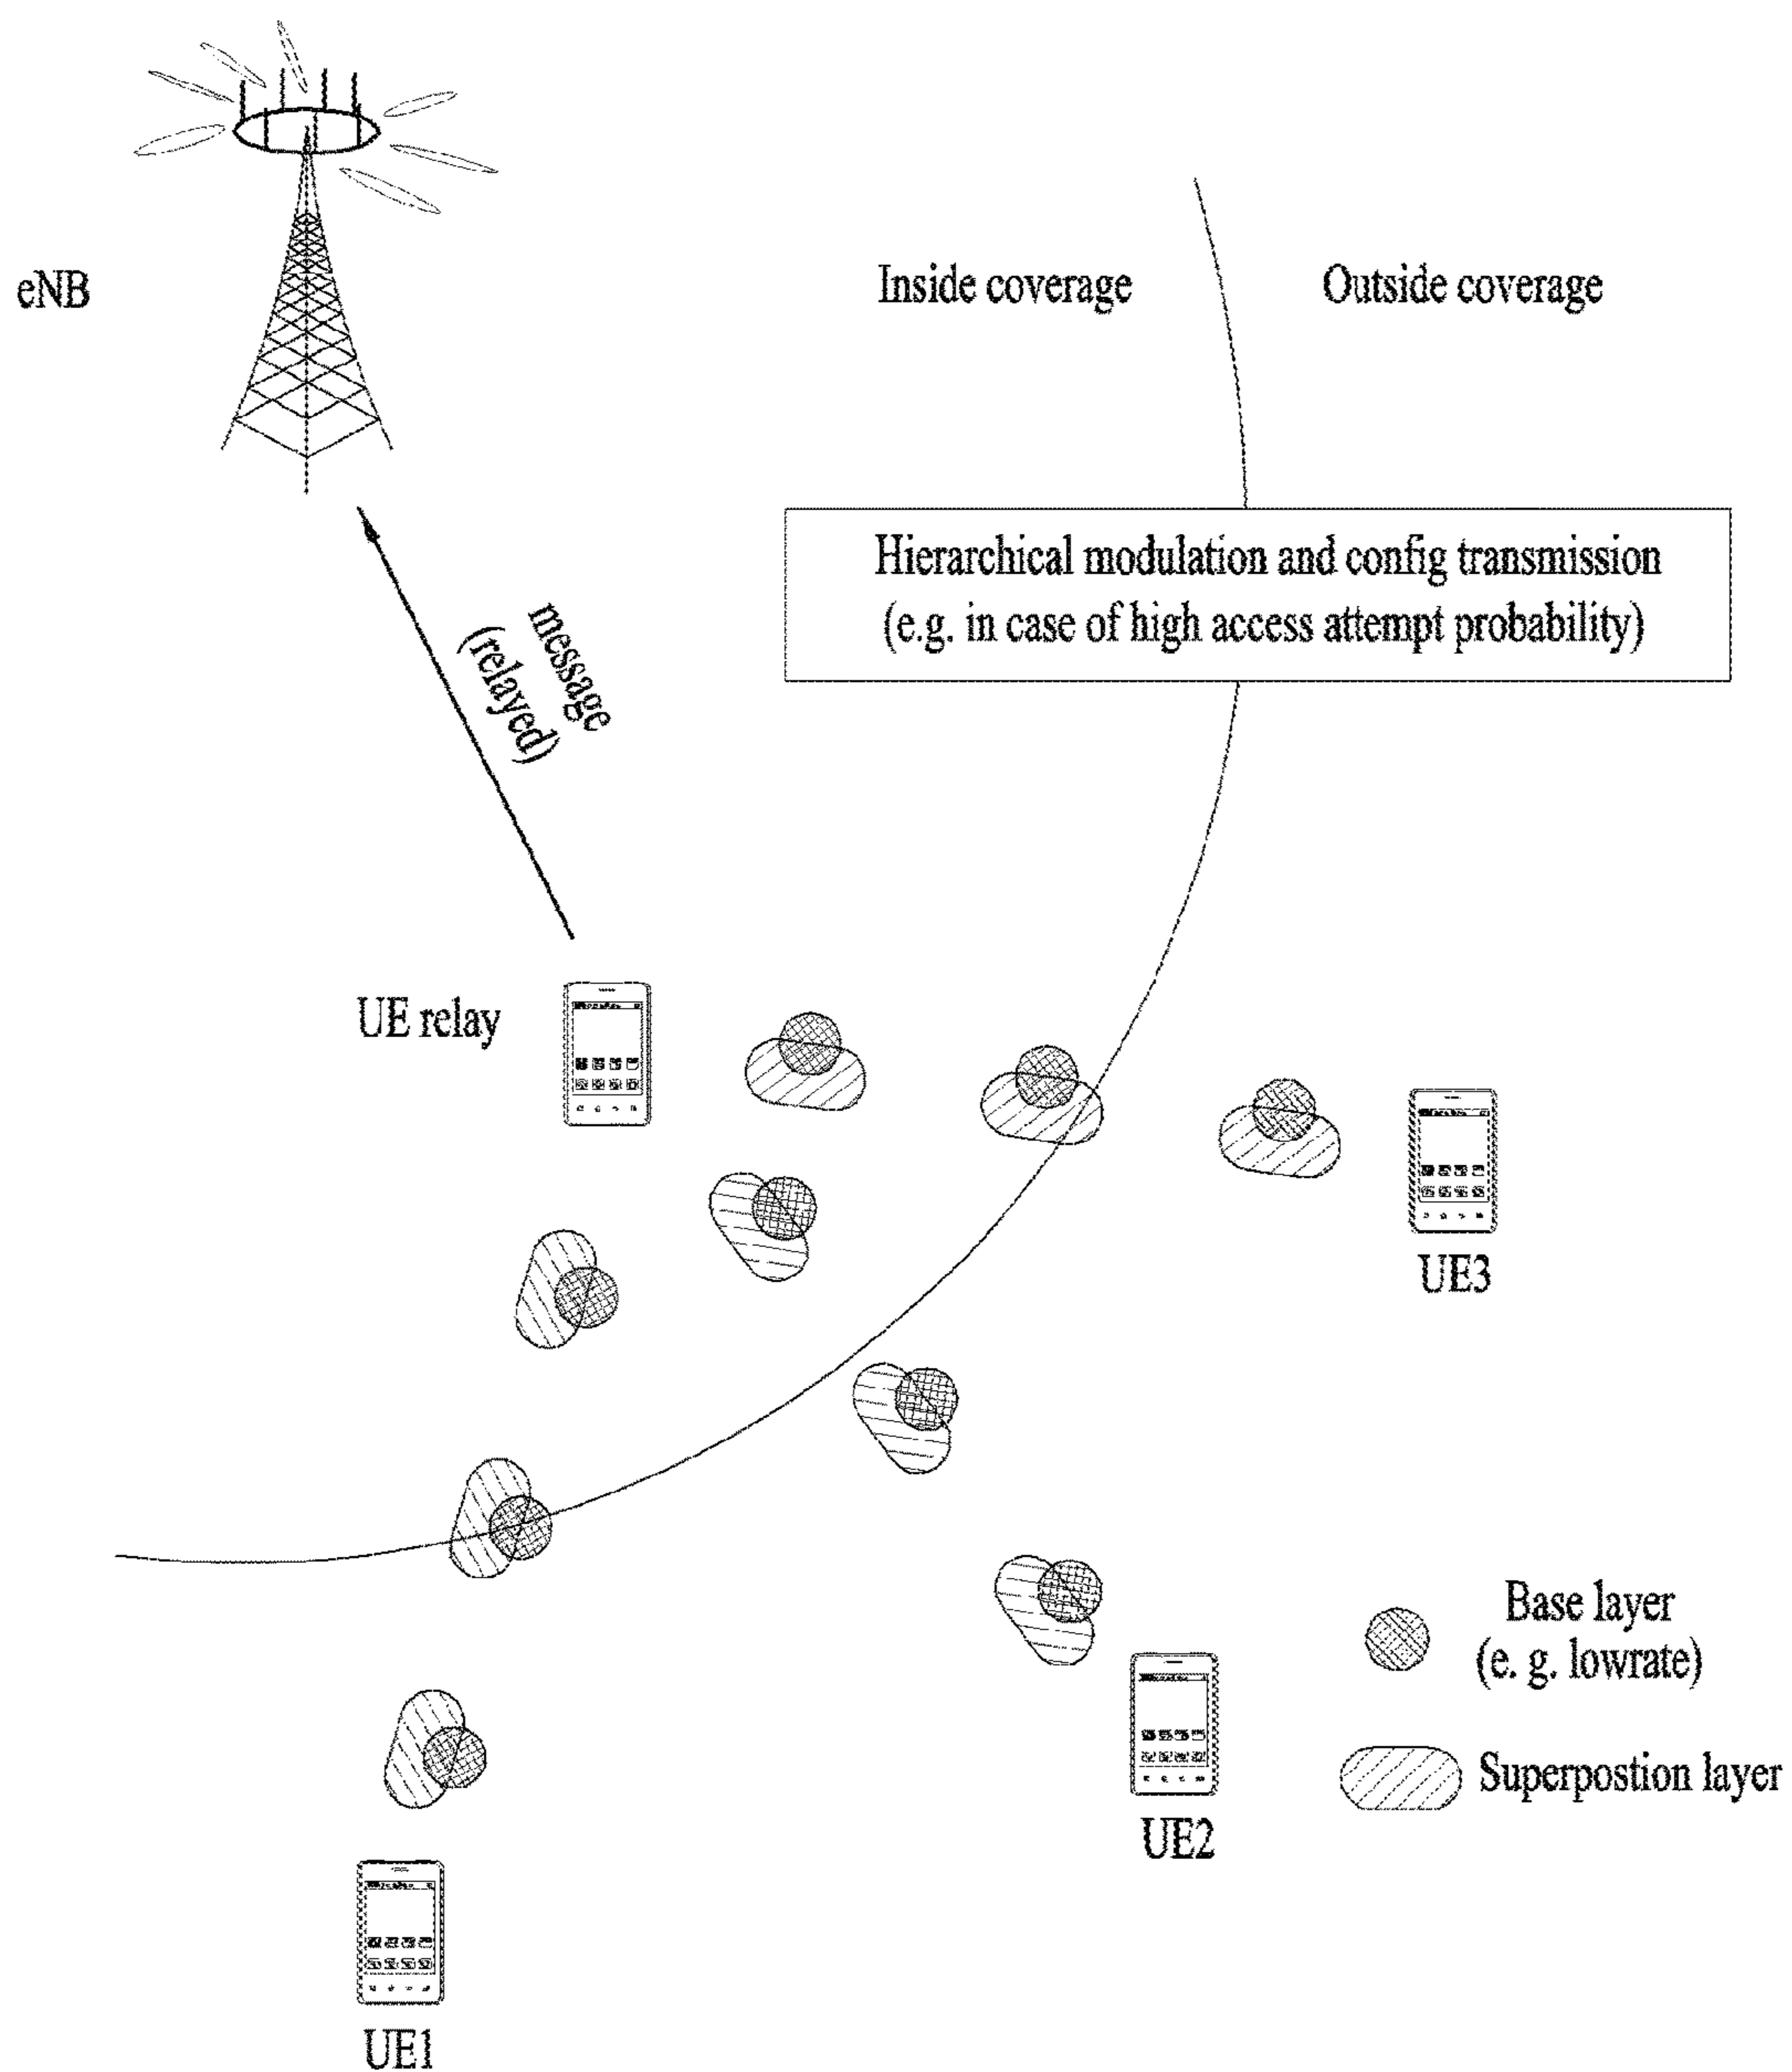 eNB
Inside coverage
Outside coverage
Hierarchical modulation and config transmission
(e.g. in case of high access attempt probability)
message
(relayed)
UE relay
UE3
Base layer
(e. g. lowrate)
Superpostion layer
UE2
UE1